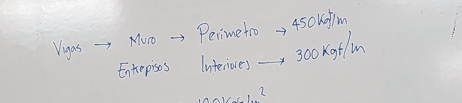 Vigas → Muro → Perimetro → 450 Kgf/m
Entrepisos Interiores → 300 Kgf/m